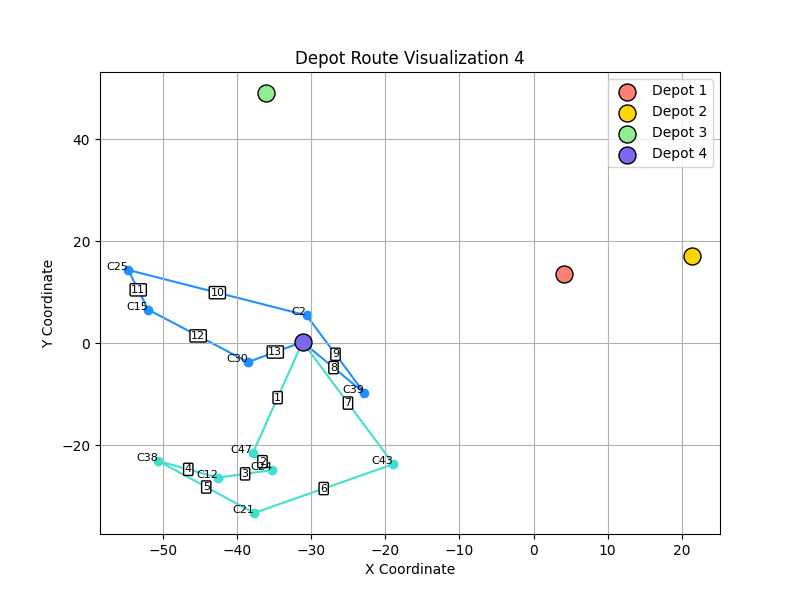 Depot Route Visualization 4
Depot 1
Depot 2
Depot 3
Depot 4
40
20
0
−20
Y Coordinate
C25
11
10
C15
C2
12
9
C30
13
8
C39
7
1
C47
C38
4
2
C24
C43
C12
3
5
6
C21
−50
−40
−30
−20
−10
0
10
20
X Coordinate